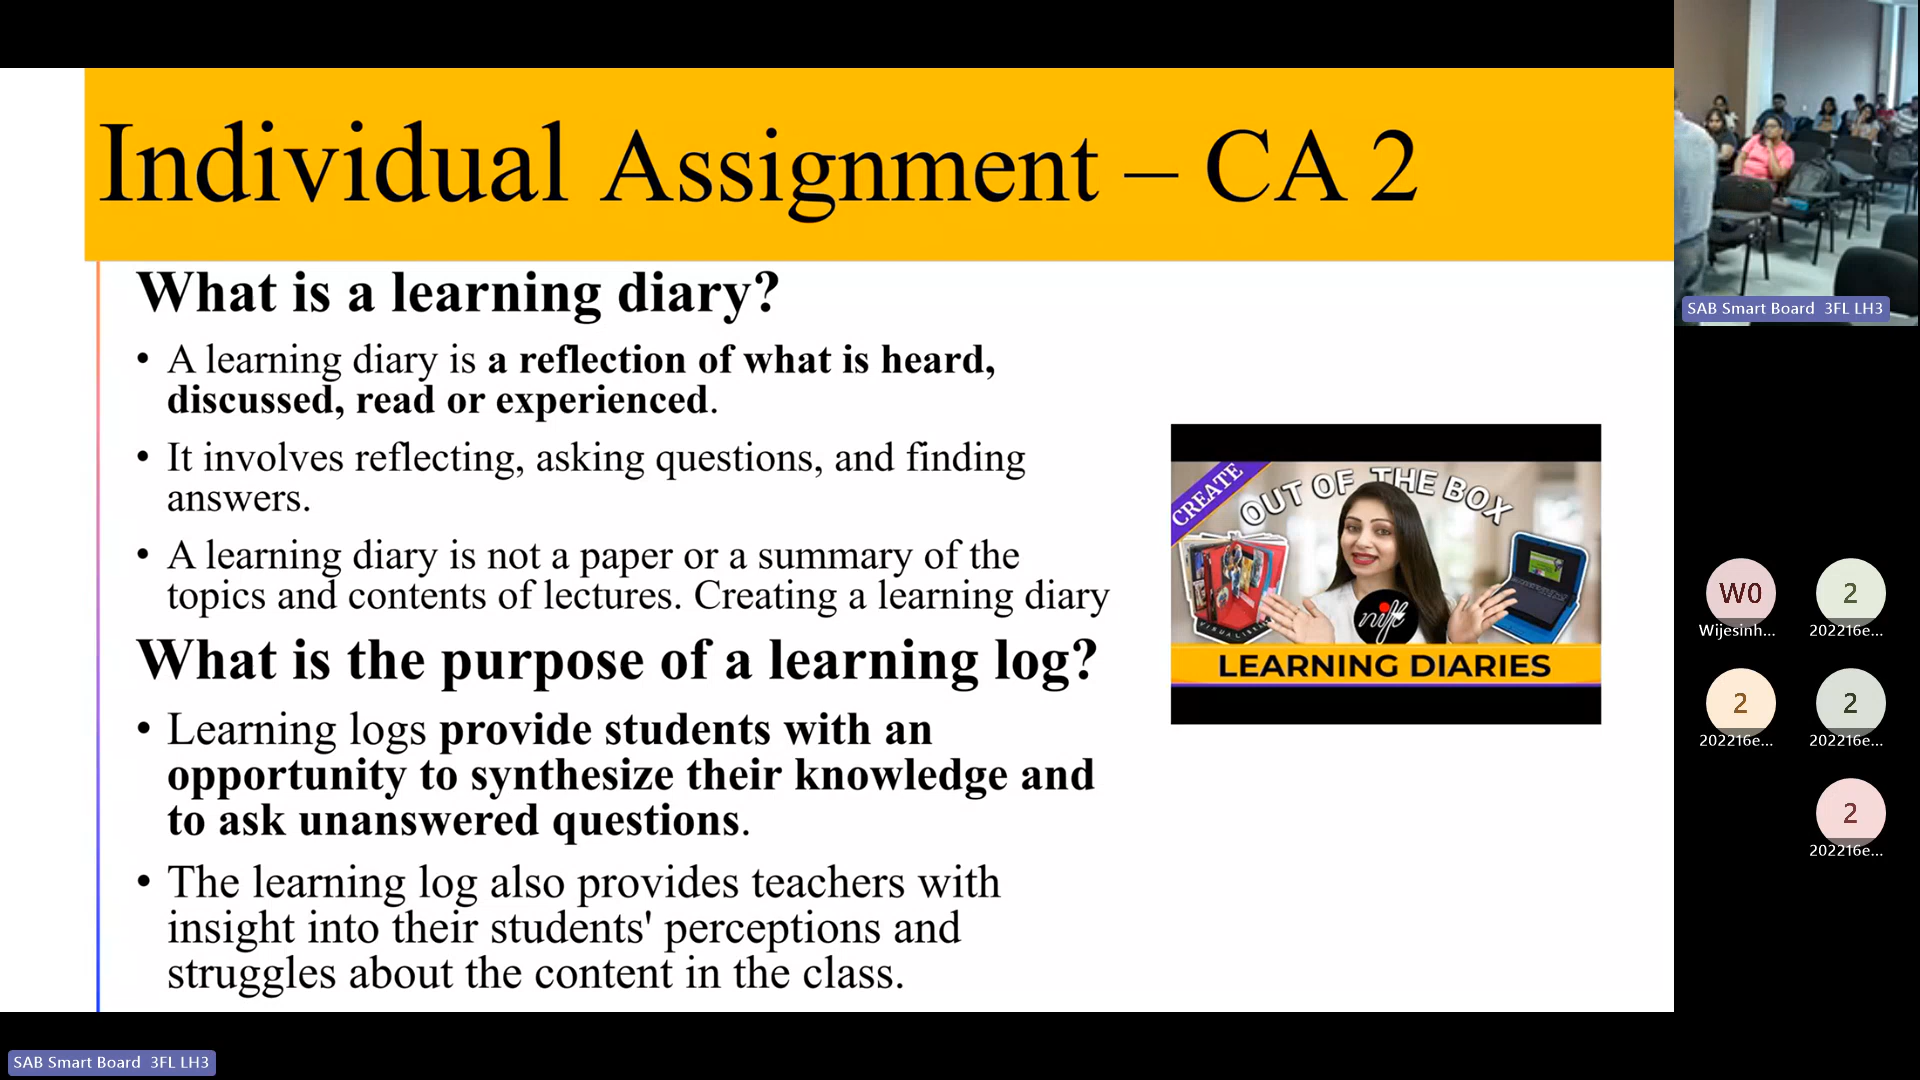 Individual Assignment – CA 2
What is a learning diary?
• A learning diary is a reflection of what is heard,
discussed, read or experienced.
• It involves reflecting, asking questions, and finding
answers.
• A learning diary is not a paper or a summary of the
topics and contents of lectures. Creating a learning diary
What is the purpose of a learning log?
• Learning logs provide students with an
opportunity to synthesize their knowledge and
to ask unanswered questions.
• The learning log also provides teachers with
insight into their students' perceptions and
struggles about the content in the class.
CREATE
OUT OF THE BOX
nift
LEARNING DIARIES
SAB Smart Board 3FL LH3
W0
Wijesinh...
2
202216e...
2
202216e...
2
202216e...
2
202216e...
SAB Smart Board 3FL LH3